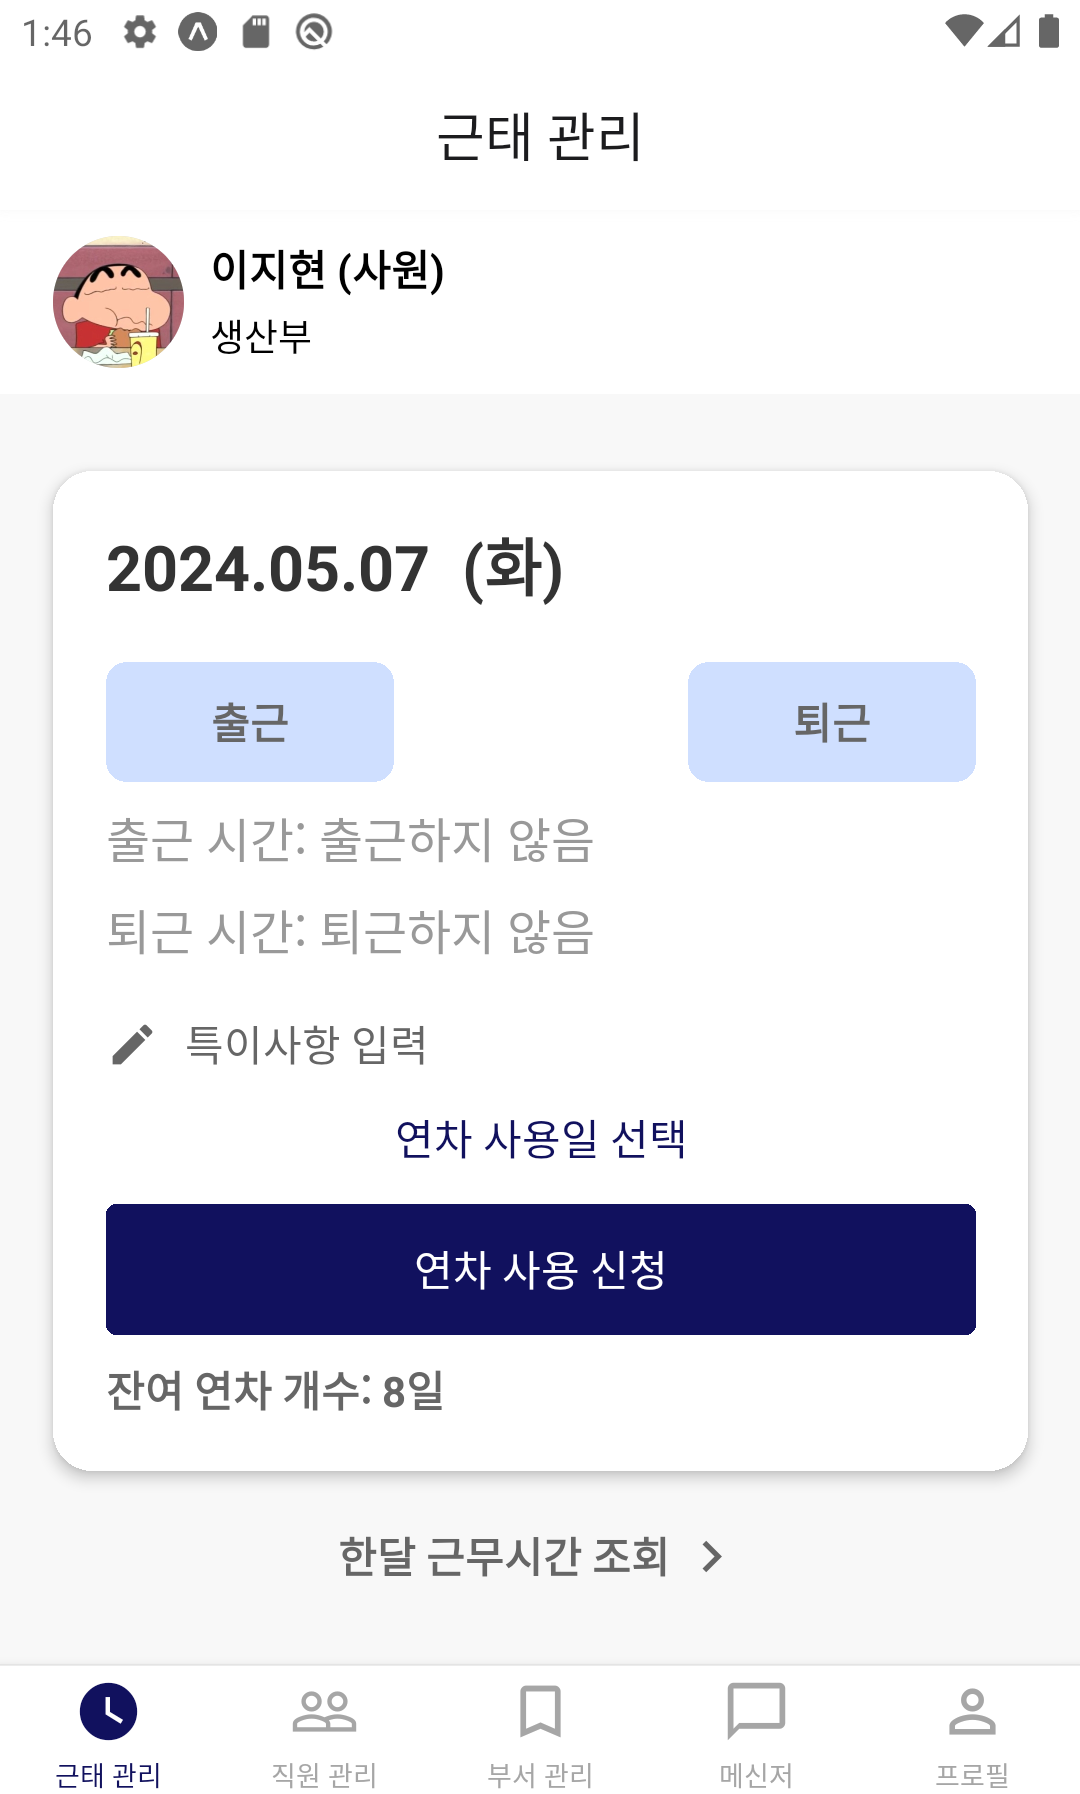 1:46
근태 관리
이지현 (사원)
생산부
2024.05.07 (화)
출근
퇴근
출근 시간: 출근하지 않음
퇴근 시간: 퇴근하지 않음
특이사항 입력
연차 사용일 선택
연차 사용 신청
잔여 연차 개수: 8일
한달 근무시간 조회
근태 관리
직원 관리
부서 관리
메신저
프로필